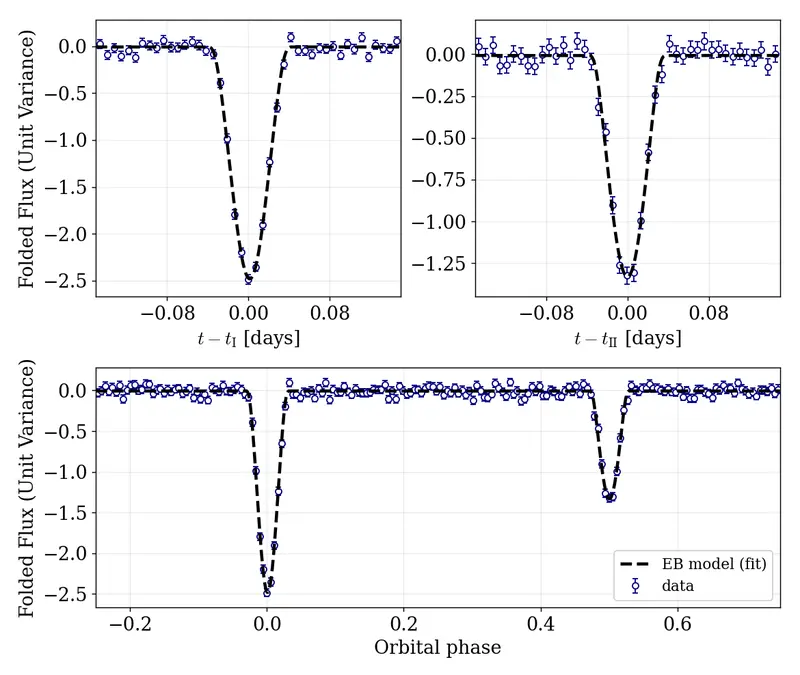 Folded Flux (Unit Variance)
0.0
−0.5
−1.0
−1.5
−2.0
−2.5
−0.08 0.00 0.08
t − tI [days]
0.00
−0.25
−0.50
−0.75
−1.00
−1.25
−0.08 0.00 0.08
t − tII [days]
Folded Flux (Unit Variance)
0.0
−0.5
−1.0
−1.5
−2.0
−2.5
EB model (fit)
data
−0.2 0.0 0.2 0.4 0.6
Orbital phase